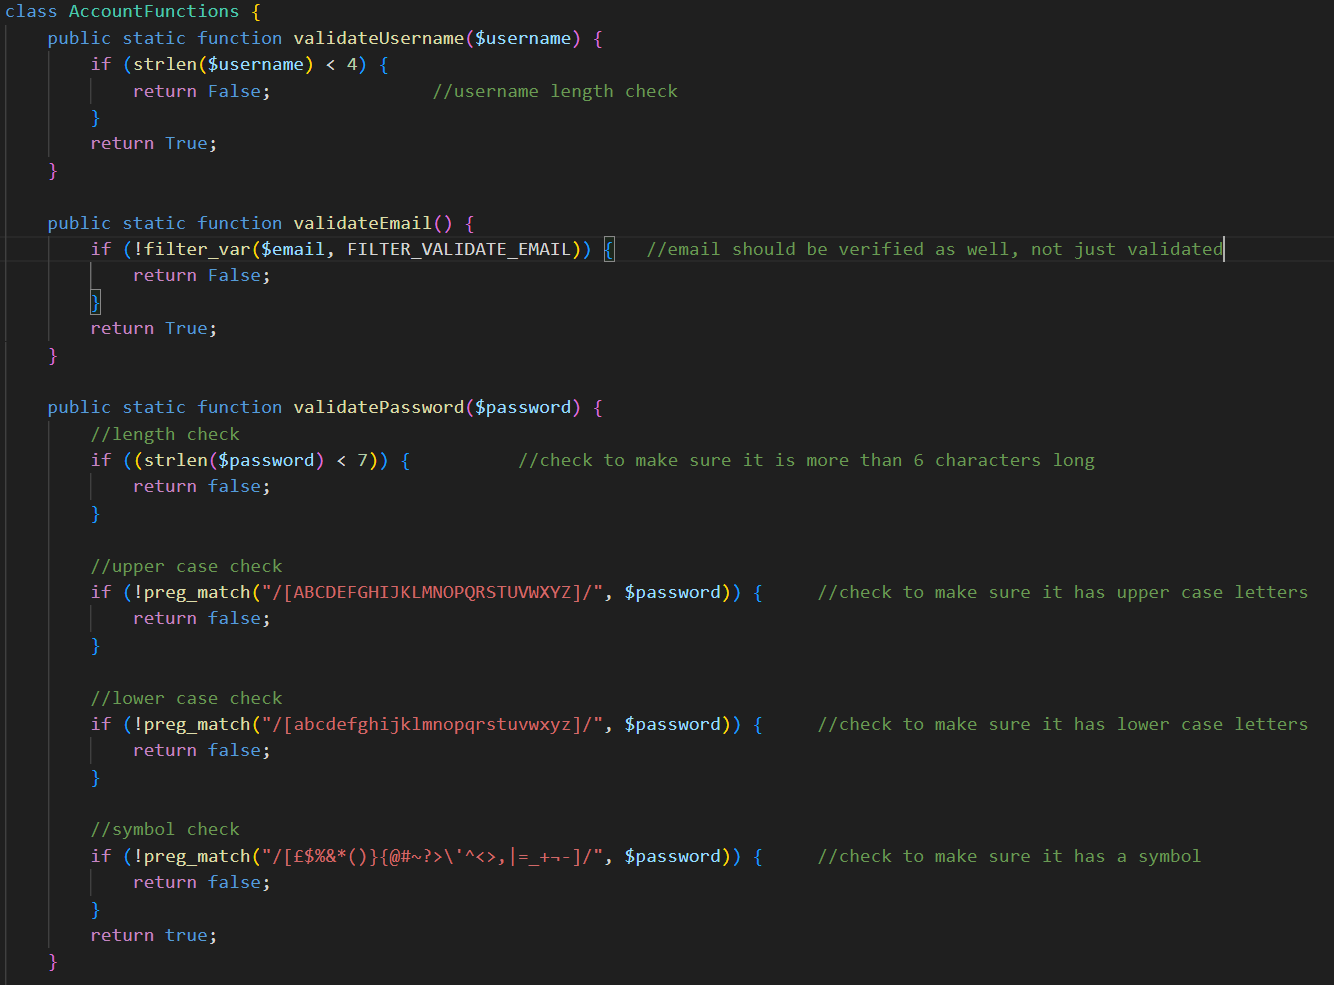 class AccountFunctions {
public static function validateUsername($username) {
if (strlen($username) < 4) {
return False; //username length check
}
return True;
}
public static function validateEmail() {
if (!filter_var($email, FILTER_VALIDATE_EMAIL)) { //email should be verified as well, not just validated
return False;
}
return True;
}
public static function validatePassword($password) {
//length check
if ((strlen($password) < 7)) { //check to make sure it is more than 6 characters long
return false;
}
//upper case check
if (!preg_match("/[ABCDEFGHIJKLMNOPQRSTUVWXYZ]/", $password)) { //check to make sure it has upper case letters
return false;
}
//lower case check
if (!preg_match("/[abcdefghijklmnopqrstuvwxyz]/", $password)) { //check to make sure it has lower case letters
return false;
}
//symbol check
if (!preg_match("/[£$%&*()}{@#~?>\'^<>,|=_+¬-]/", $password)) { //check to make sure it has a symbol
return false;
}
return true;
}